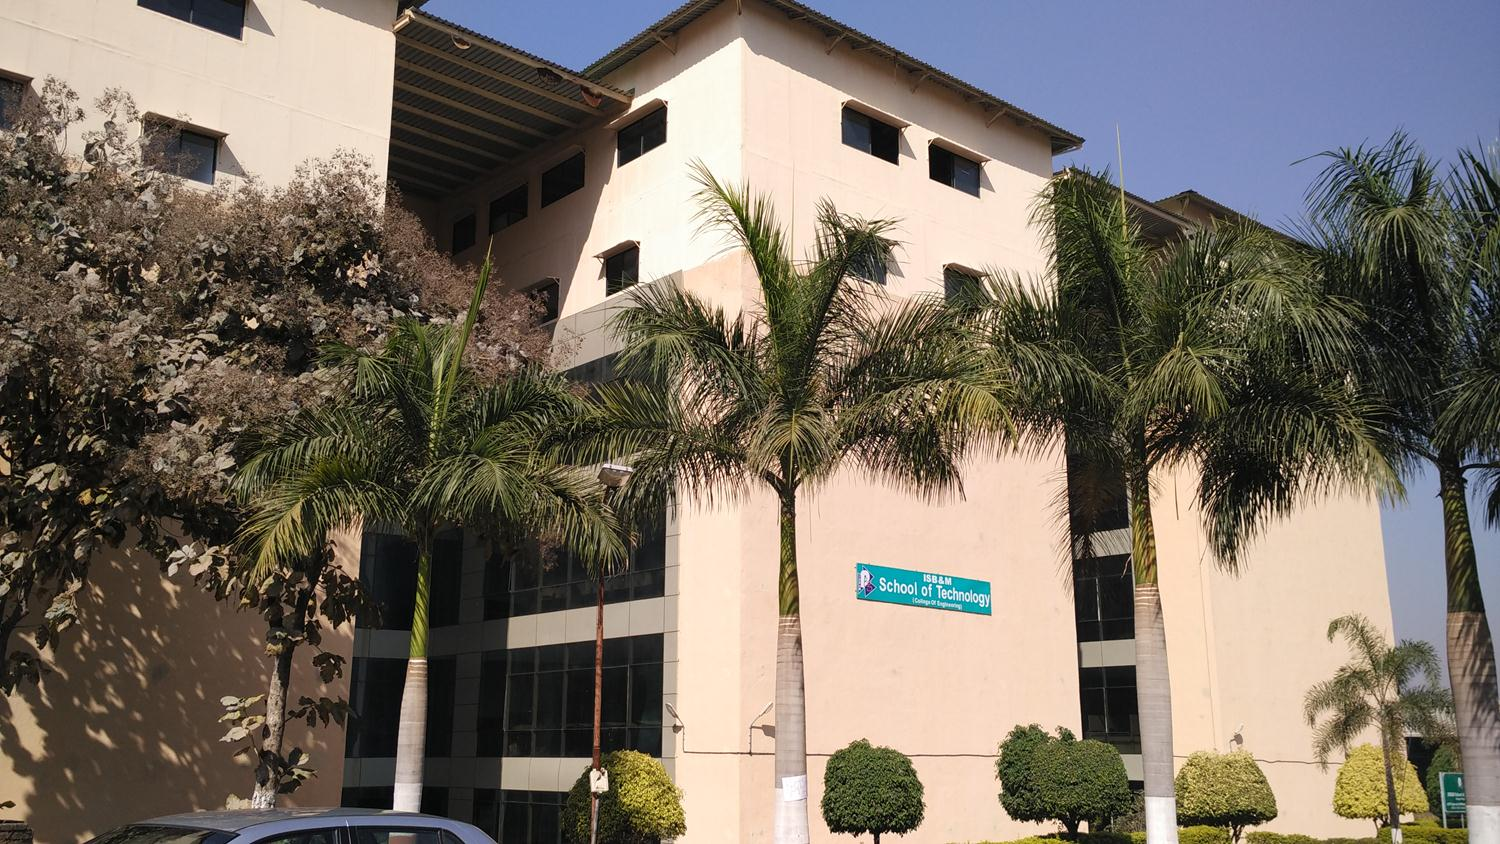 ISB&M
School of Technology
(College Of Engineering)